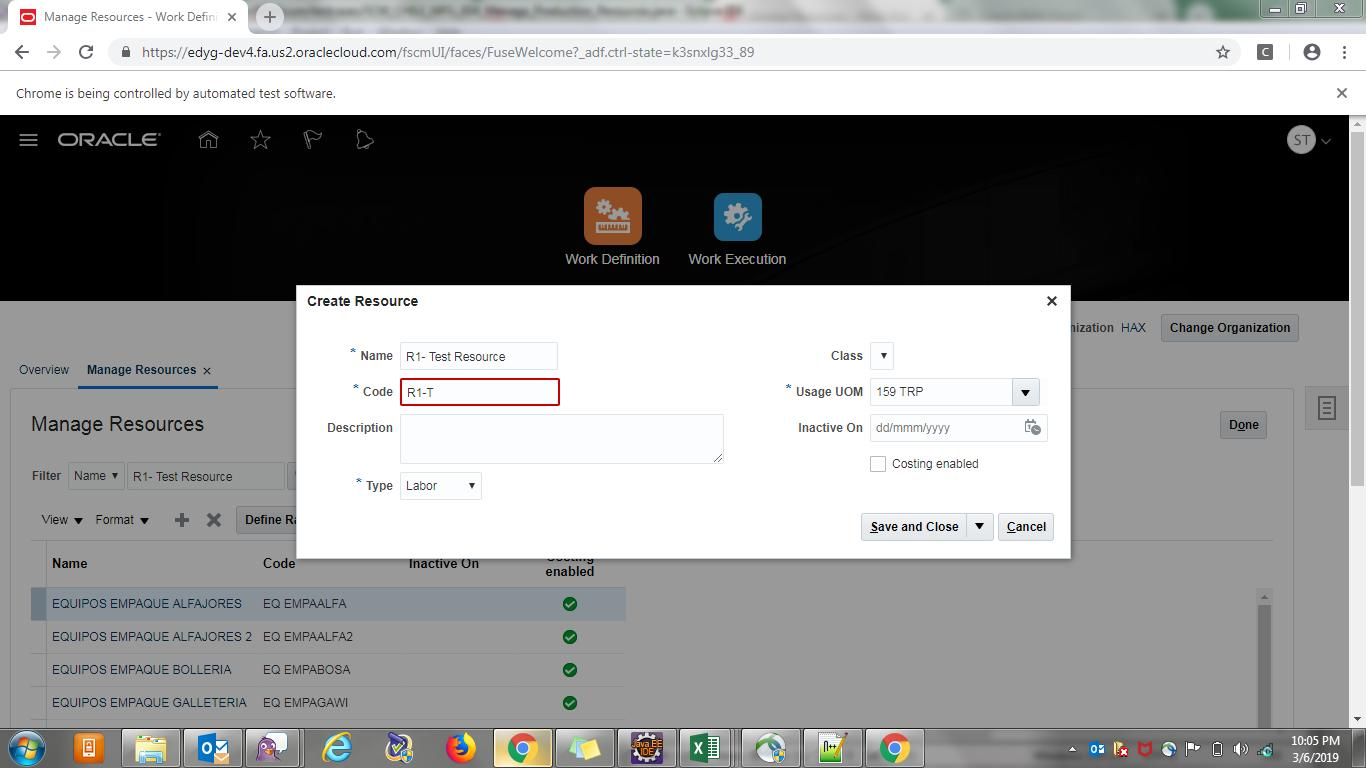 Manage Resources - Work Defini
https://edyg-dev4.fa.us2.oraclecloud.com/fscmUI/faces/FuseWelcome?_adf.ctrl-state=k3snxlg33_89
C
Chrome is being controlled by automated test software.
ORACLE
ST
Work Definition
Work Execution
Create Resource
nization HAX Change Organization
* Name R1- Test Resource
Class
* Code R1-T
* Usage UOM 159 TRP
Description
Inactive On dd/mmm/yyyy
Costing enabled
* Type Labor
Save and Close
Cancel
Overview Manage Resources
Manage Resources
Done
Filter Name R1- Test Resource
View Format Define Ra
Name Code Inactive On Costing enabled
EQUIPOS EMPAQUE ALFAJORES EQ EMPAALFA
EQUIPOS EMPAQUE ALFAJORES 2 EQ EMPAALFA2
EQUIPOS EMPAQUE BOLLERIA EQ EMPABOSA
EQUIPOS EMPAQUE GALLETERIA EQ EMPAGAWI
Java EE
IDE
10:05 PM
3/6/2019